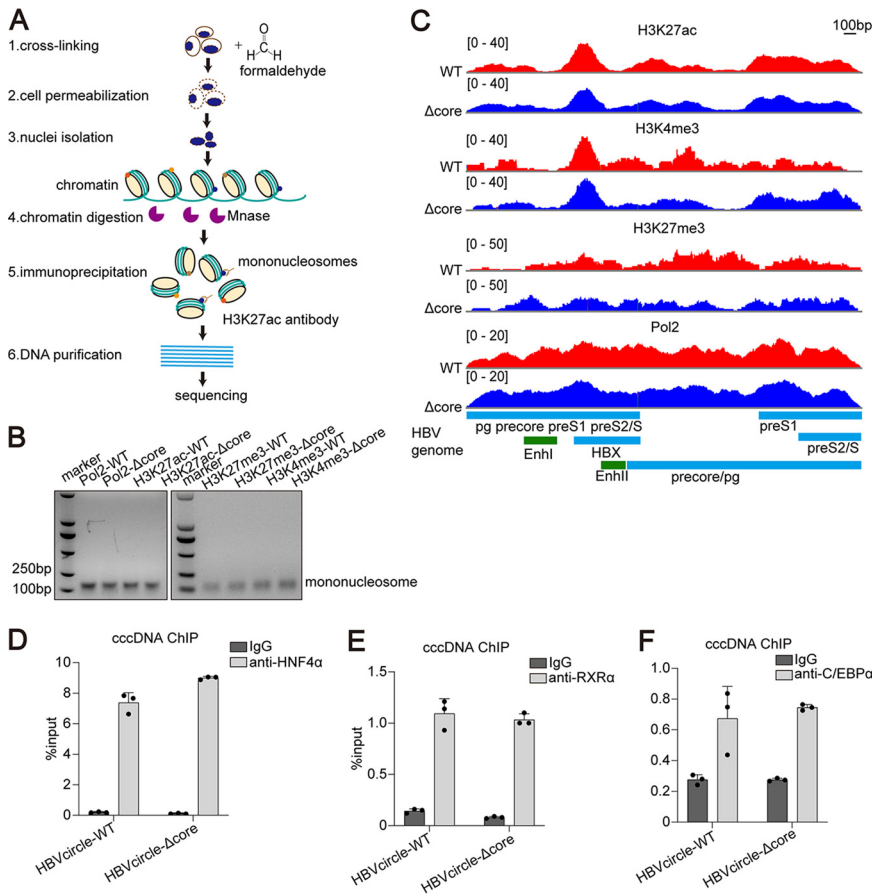 A
1.cross-linking
+
O
C
H H
formaldehyde
2.cell permeabilization
3.nuclei isolation
chromatin
4.chromatin digestion
Mnase
5.immunoprecipitation
mononucleosomes
H3K27ac antibody
6.DNA purification
sequencing
B
marker
Pol2-WT
Pol2-Δcore
H3K27ac-WT
H3K27ac-Δcore
marker
H3K27me3-WT
H3K27me3-Δcore
H3K4me3-WT
H3K4me3-Δcore
250bp
100bp
mononucleosome
C
100bp
H3K27ac
[0 - 40]
WT
[0 - 40]
Δcore
H3K4me3
[0 - 40]
WT
[0 - 40]
Δcore
H3K27me3
[0 - 50]
WT
[0 - 50]
Δcore
Pol2
[0 - 20]
WT
[0 - 20]
Δcore
HBV genome
pg precore preS1 preS2/S
preS1
EnhI
HBX
preS2/S
EnhII
precore/pg
D
cccDNA ChIP
IgG
anti-HNF4α
%input
10
8
6
4
2
0
HBVcircle-WT
HBVcircle-Δcore
E
cccDNA ChIP
IgG
anti-RXRα
%input
1.5
1.0
0.5
0
HBVcircle-WT
HBVcircle-Δcore
F
cccDNA ChIP
IgG
anti-C/EBPα
%input
1.0
0.8
0.6
0.4
0.2
0
HBVcircle-WT
HBVcircle-Δcore